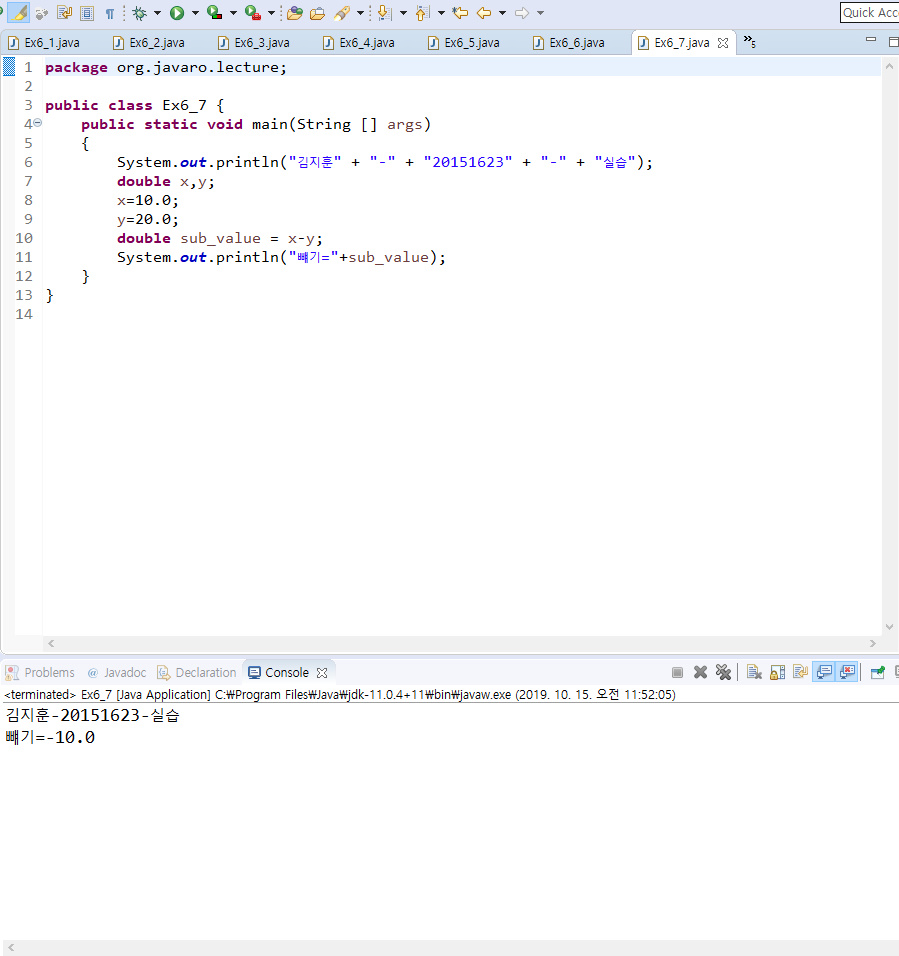 Quick Acc
Ex6_1.java Ex6_2.java Ex6_3.java Ex6_4.java Ex6_5.java Ex6_6.java Ex6_7.java »5
1 package org.javaro.lecture;
2
3 public class Ex6_7 {
4 public static void main(String [] args)
5 {
6 System.out.println("김지훈" + "-" + "20151623" + "-" + "실습");
7 double x,y;
8 x=10.0;
9 y=20.0;
10 double sub_value = x-y;
11 System.out.println("빼기="+sub_value);
12 }
13 }
14
Problems @ Javadoc Declaration Console
<terminated> Ex6_7 [Java Application] C:₩Program Files₩Java₩jdk-11.0.4+11₩bin₩javaw.exe (2019. 10. 15. 오전 11:52:05)
김지훈-20151623-실습
빼기=-10.0